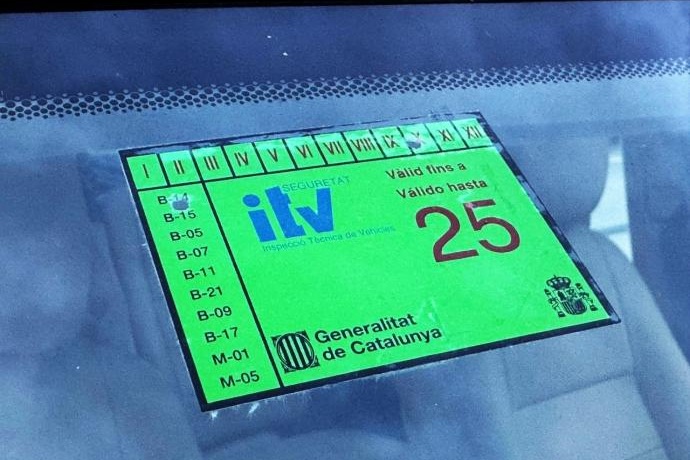 I II III IV V VI VII VIII IX X XI XII
B-14
B-15
B-05
B-07
B-11
B-21
B-09
B-17
M-01
M-05
SEGURETAT
itv
Inspecció Tècnica de Vehicles
Vàlid fins a
Válido hasta
25
Generalitat
de Catalunya